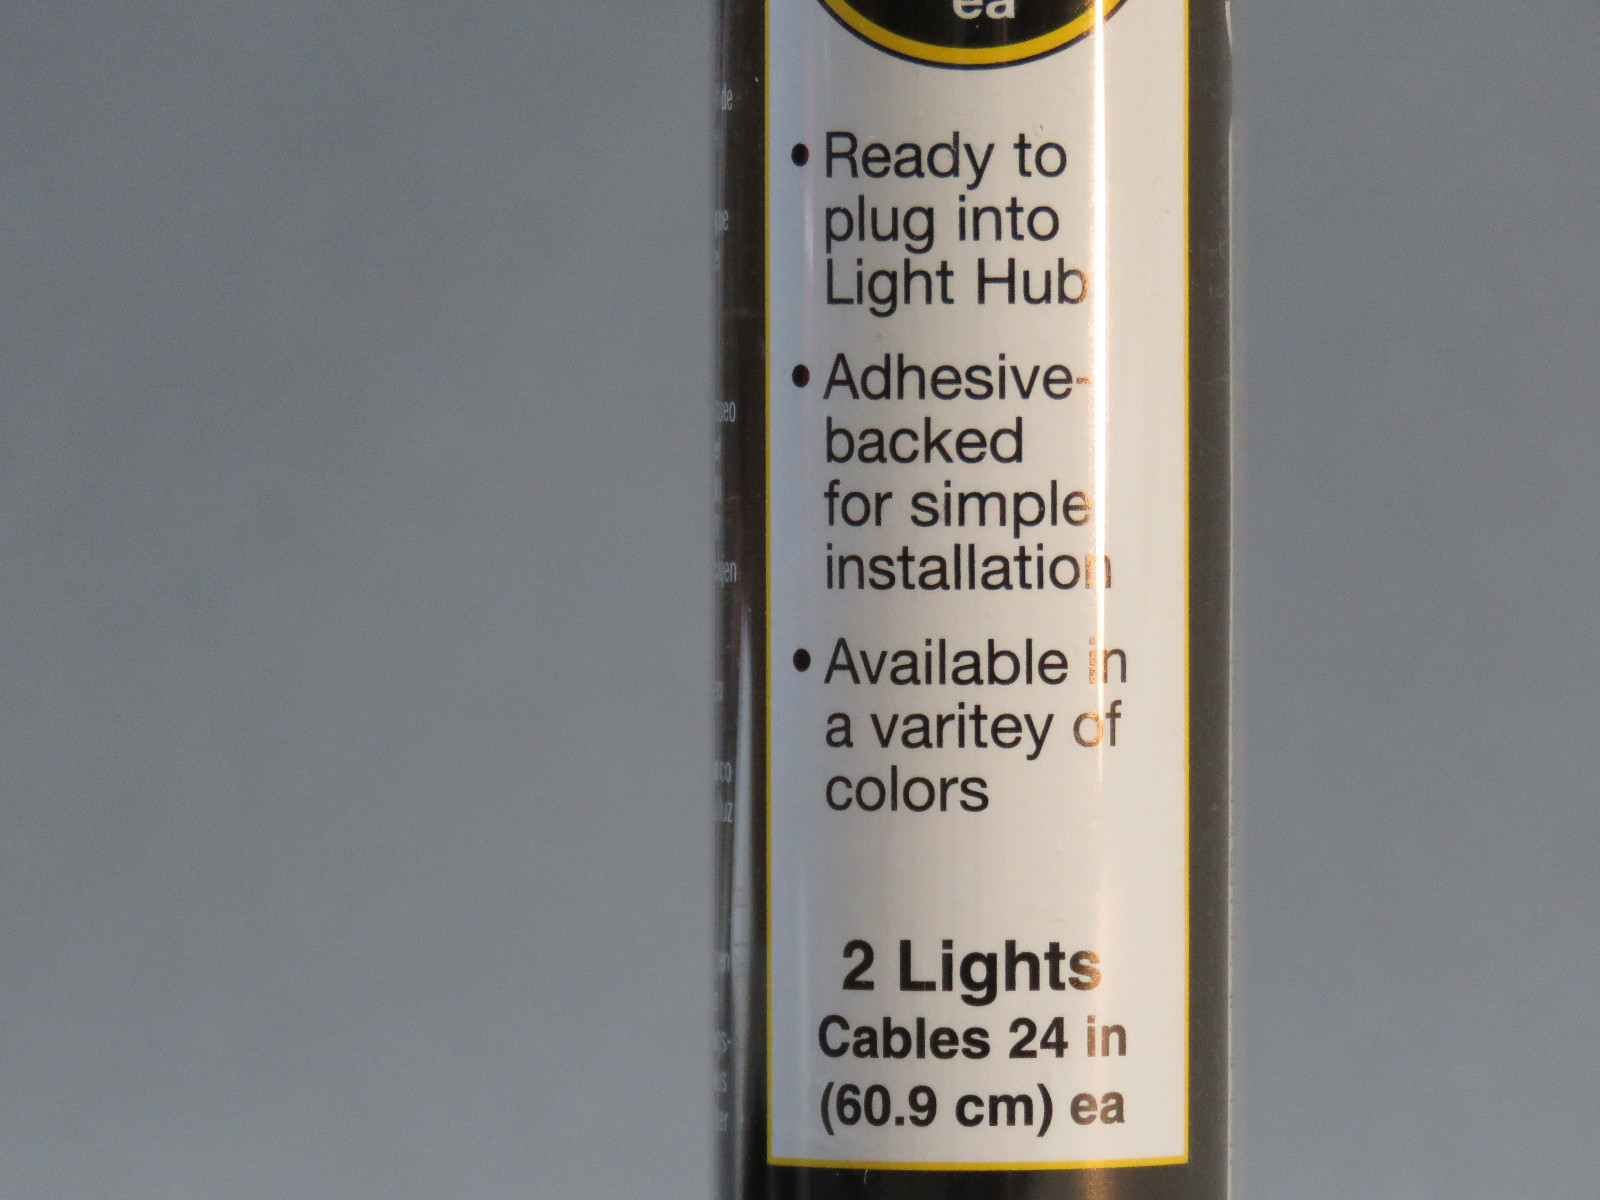 ea
• Ready to
plug into
Light Hub
• Adhesive-
backed
for simple
installation
• Available in
a varitey of
colors
2 Lights
Cables 24 in
(60.9 cm) ea